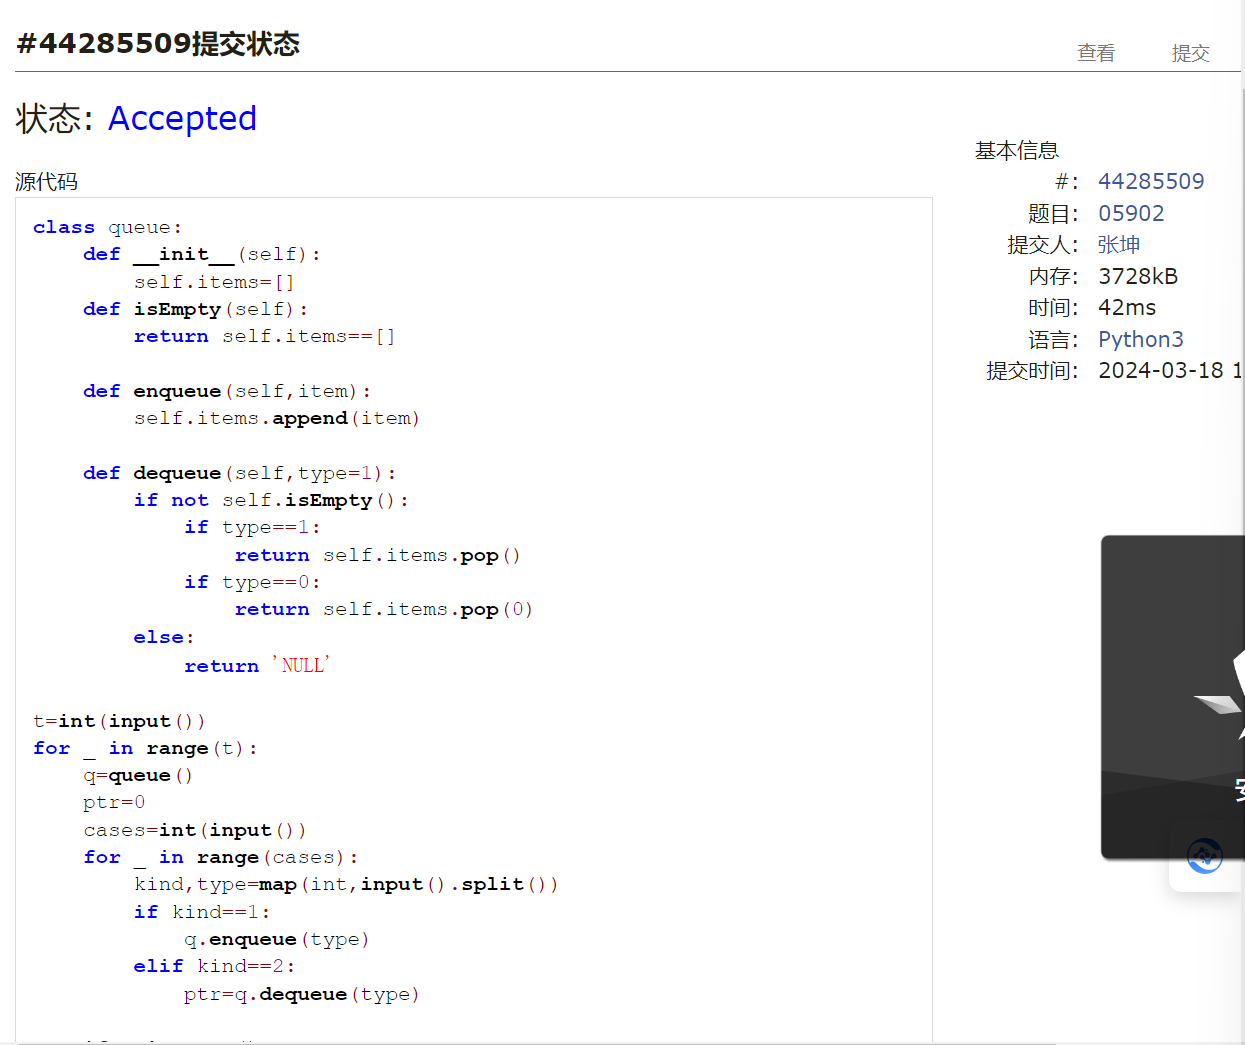 #44285509提交状态
查看 提交
状态: Accepted
基本信息
#: 44285509
题目: 05902
提交人: 张坤
内存: 3728kB
时间: 42ms
语言: Python3
提交时间: 2024-03-18 1
源代码
class queue:
    def __init__(self):
        self.items=[]
    def isEmpty(self):
        return self.items==[]
    def enqueue(self,item):
        self.items.append(item)
    def dequeue(self,type=1):
        if not self.isEmpty():
            if type==1:
                return self.items.pop()
            if type==0:
                return self.items.pop(0)
        else:
            return 'NULL'
t=int(input())
for _ in range(t):
    q=queue()
    ptr=0
    cases=int(input())
    for _ in range(cases):
        kind,type=map(int,input().split())
        if kind==1:
            q.enqueue(type)
        elif kind==2:
            ptr=q.dequeue(type)